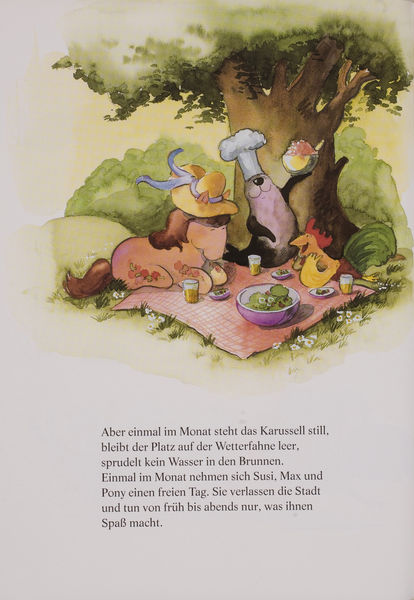 Aber einmal im Monat steht das Karussell still,
bleibt der Platz auf der Wetterfahne leer,
sprudelt kein Wasser in den Brunnen.
Einmal im Monat nehmen sich Susi, Max und
Pony einen freien Tag. Sie verlassen die Stadt
und tun von früh bis abends nur, was ihnen
Spaß macht.